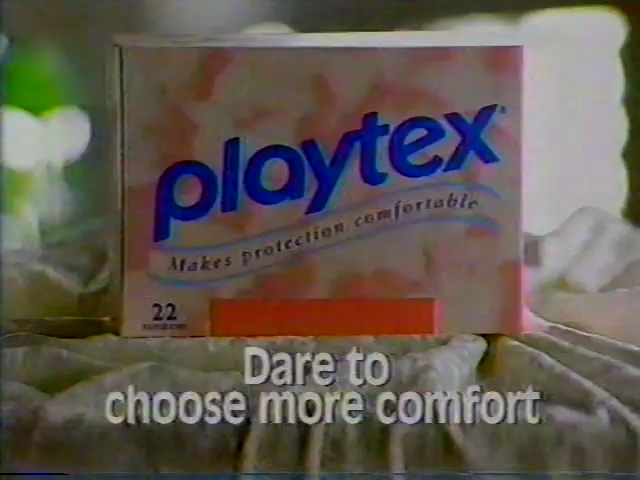 playtex®
Makes protection comfortable
22
Dare to
choose more comfort